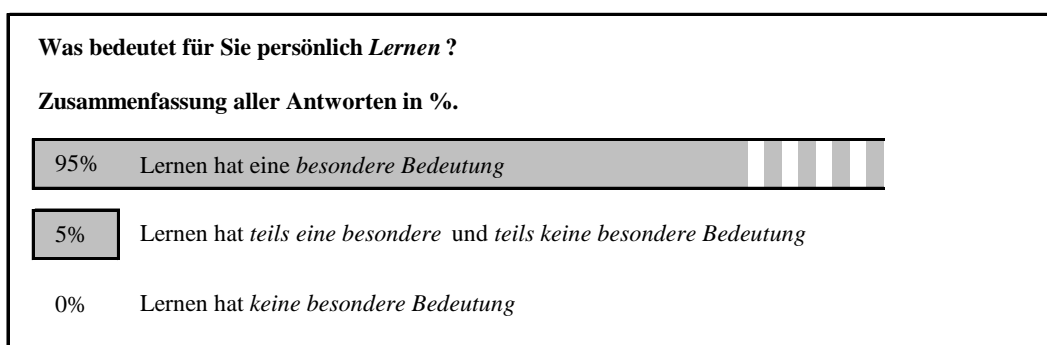 Was bedeutet für Sie persönlich Lernen ?
Zusammenfassung aller Antworten in %.
95% Lernen hat eine besondere Bedeutung
5% Lernen hat teils eine besondere und teils keine besondere Bedeutung
0% Lernen hat keine besondere Bedeutung